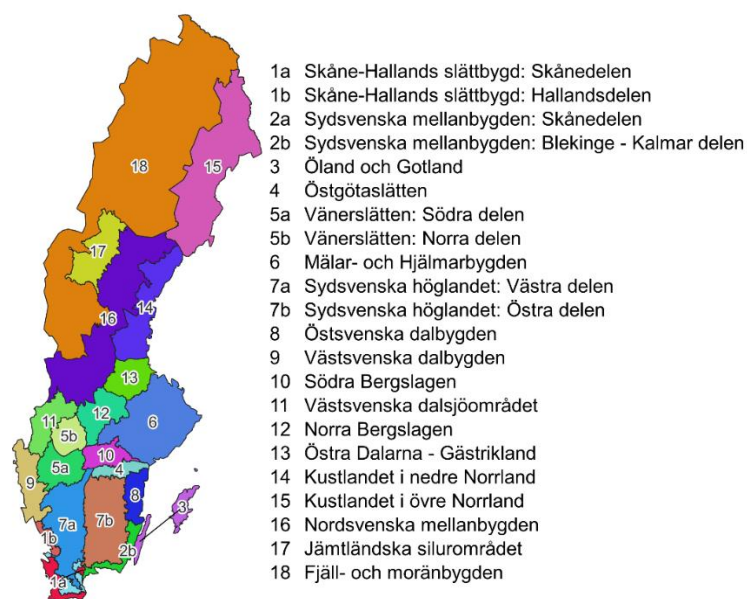 1a Skåne-Hallands slättbygd: Skånedelen
1b Skåne-Hallands slättbygd: Hallandsdelen
2a Sydsvenska mellanbygden: Skånedelen
2b Sydsvenska mellanbygden: Blekinge - Kalmar delen
3 Öland och Gotland
4 Östgötaslätten
5a Vänerslätten: Södra delen
5b Vänerslätten: Norra delen
6 Mälar- och Hjälmarbygden
7a Sydsvenska höglandet: Västra delen
7b Sydsvenska höglandet: Östra delen
8 Östsvenska dalbygden
9 Västsvenska dalbygden
10 Södra Bergslagen
11 Västsvenska dalsjöområdet
12 Norra Bergslagen
13 Östra Dalarna - Gästrikland
14 Kustlandet i nedre Norrland
15 Kustlandet i övre Norrland
16 Nordsvenska mellanbygden
17 Jämtländska silurområdet
18 Fjäll- och moränbygden
18
15
17
16
14
13
11
12
5b
6
10
5a
4
9
8
3
7a
7b
1b
2b
1a